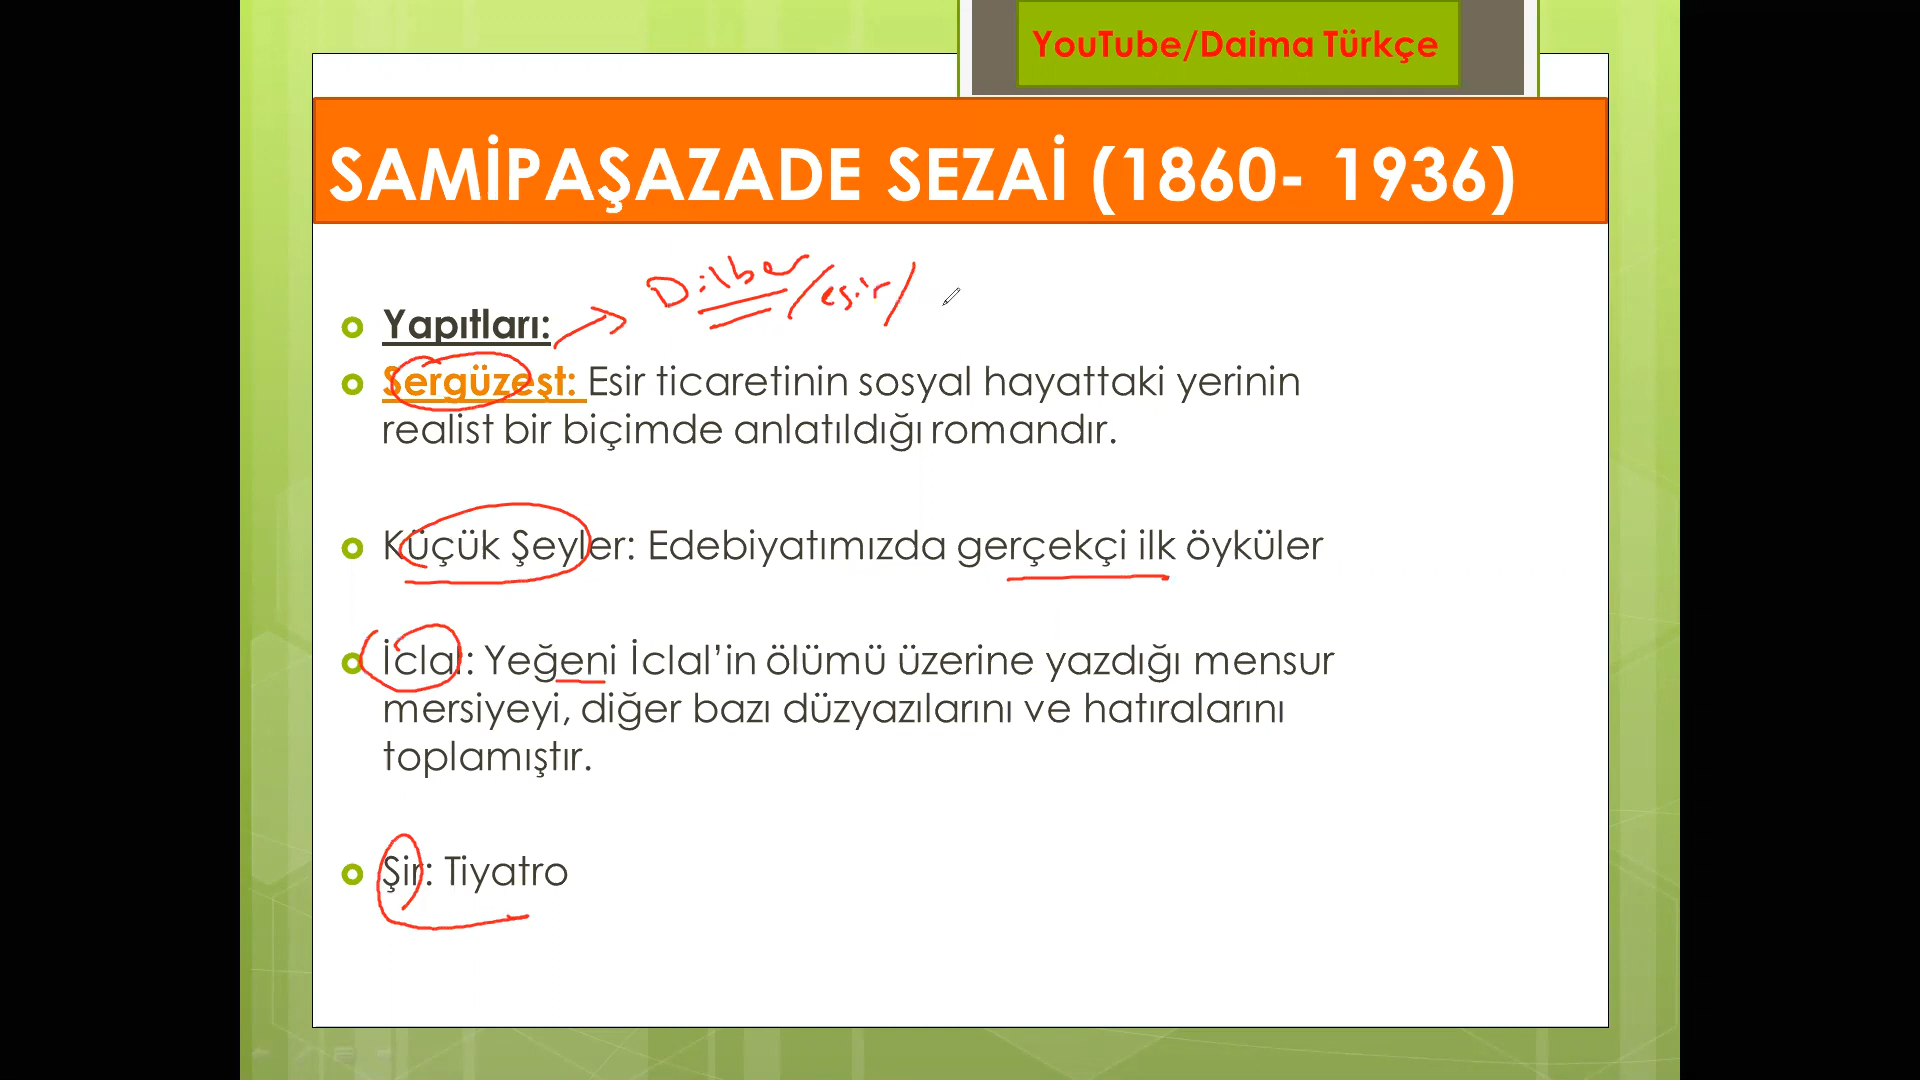 YouTube/Daima Türkçe
SAMİPAŞAZADE SEZAİ (1860- 1936)
Dilber/esir/
Yapıtları:
Sergüzeşt: Esir ticaretinin sosyal hayattaki yerinin
realist bir biçimde anlatıldığı romandır.
Küçük Şeyler: Edebiyatımızda gerçekçi ilk öyküler
İclal: Yeğeni İclal’in ölümü üzerine yazdığı mensur
mersiyeyi, diğer bazı düzyazılarını ve hatıralarını
toplamıştır.
Şir: Tiyatro